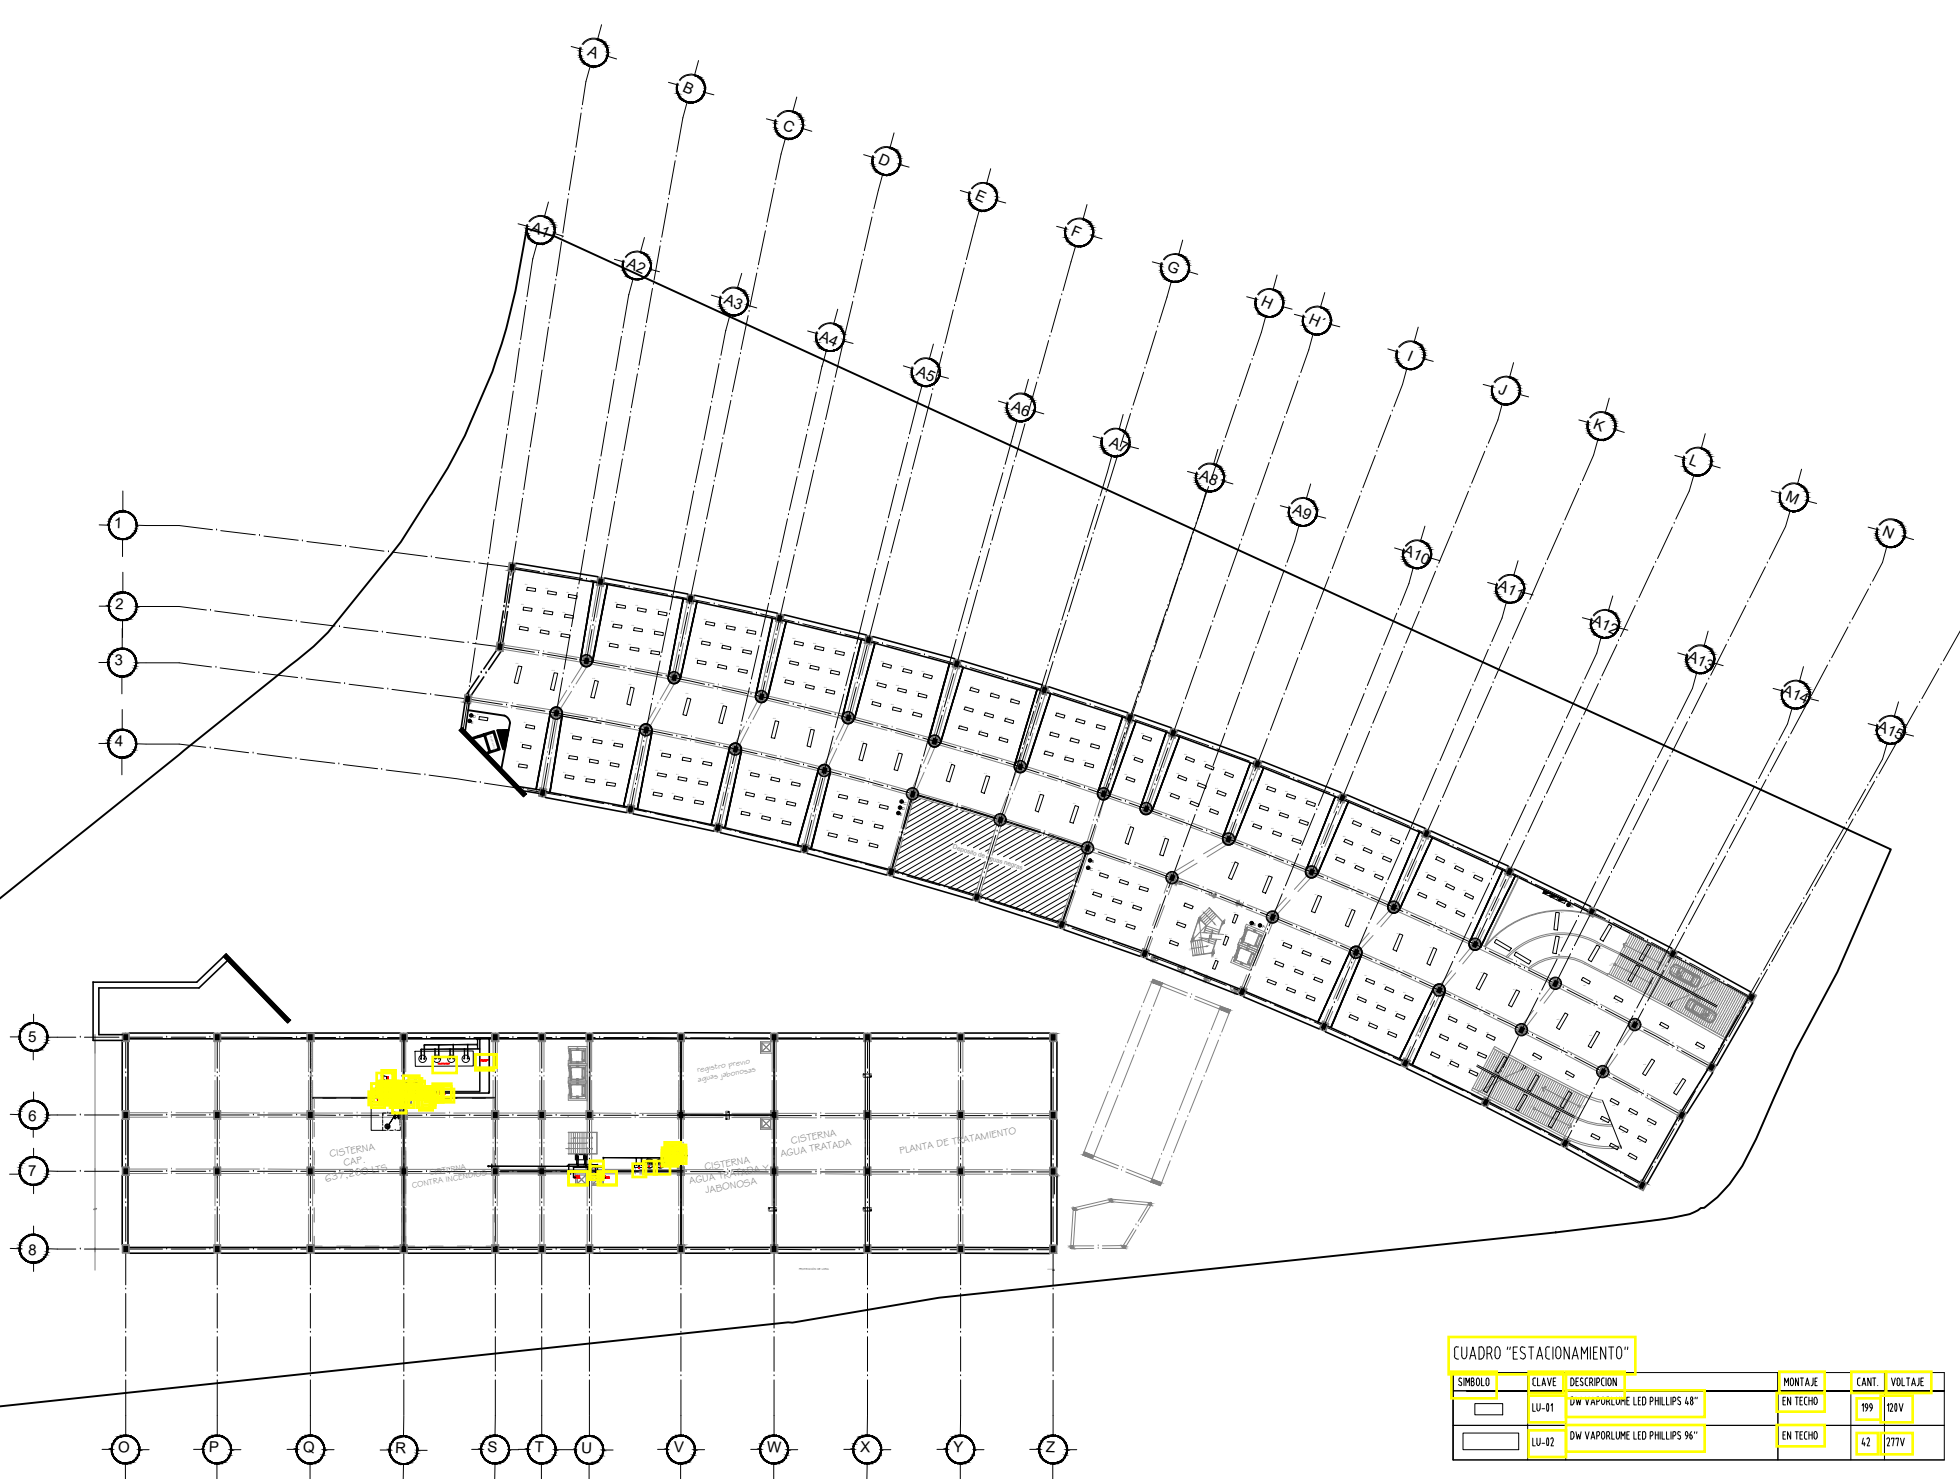 A
B
C
D
E
F
G
H
H'
I
J
K
L
M
N
A1
A2
A3
A4
A5
A6
A7
A8
A9
A10
A11
A12
A13
A14
A15
1
2
3
4
5
6
7
8
registro previo
aguas jabonosas
CISTERNA
CAP.
CISTERNA
CONTRA INCENDIOS
CISTERNA
AGUA TRATADA Y
JABONOSA
CISTERNA
AGUA TRATADA
PLANTA DE TRATAMIENTO
O
P
Q
R
S
T
U
V
W
X
Y
Z
CUADRO "ESTACIONAMIENTO"
SIMBOLO CLAVE DESCRIPCION MONTAJE CANT. VOLTAJE
LU-01 DW VAPORLUME LED PHILLIPS 48" EN TECHO 199 120V
LU-02 DW VAPORLUME LED PHILLIPS 96" EN TECHO 42 277V